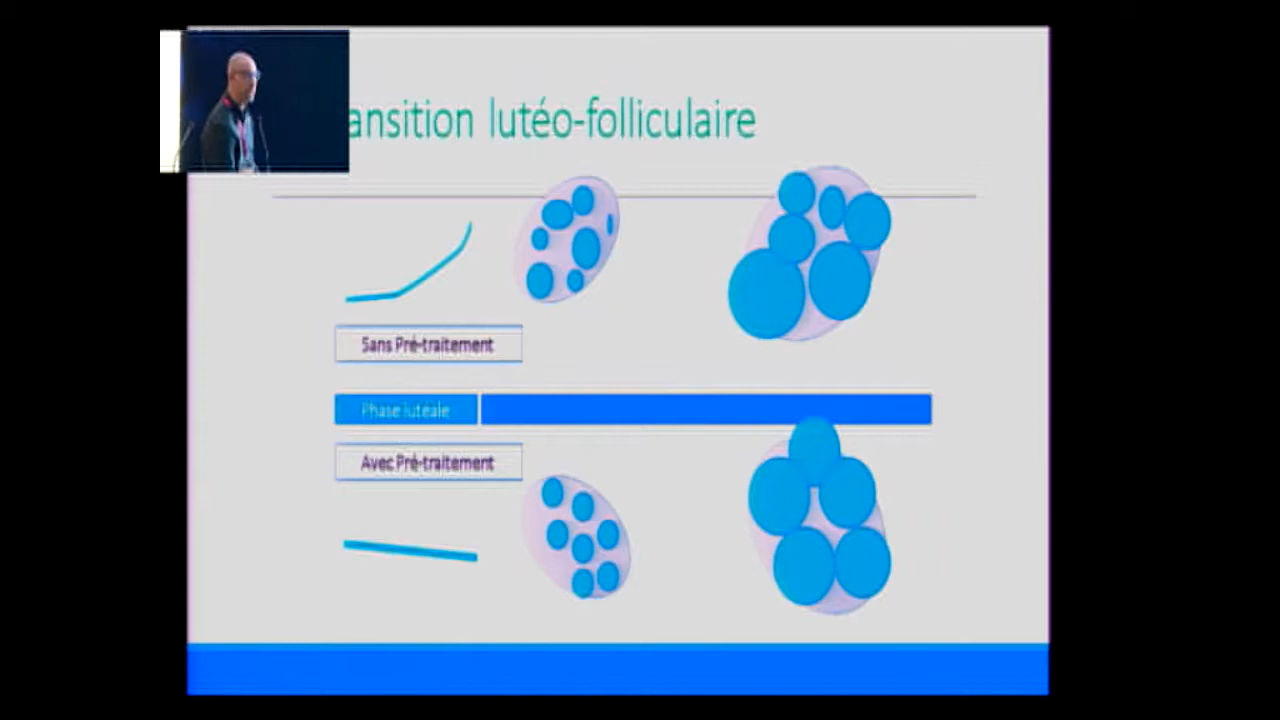 ansition lutéo-folliculaire
Sans Pré-traitement
Phase lutéale
Avec Pré-traitement